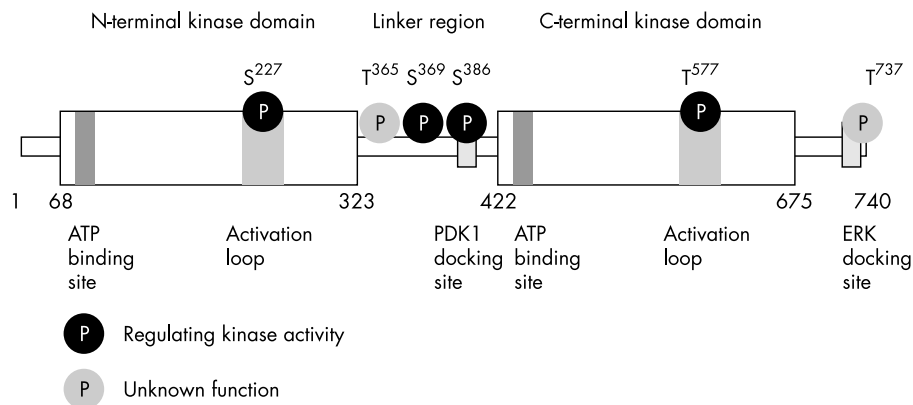 N-terminal kinase domain Linker region C-terminal kinase domain
S227 T365 S369 S386 T577 T737
P P P P P P
1 68 323 422 675 740
ATP binding site
Activation loop
PDK1 docking site
ATP binding site
Activation loop
ERK docking site
P Regulating kinase activity
P Unknown function